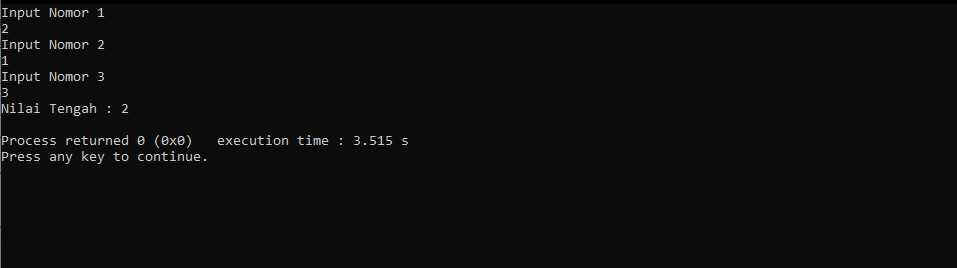 Input Nomor 1
2
Input Nomor 2
1
Input Nomor 3
3
Nilai Tengah : 2
Process returned 0 (0x0)   execution time : 3.515 s
Press any key to continue.